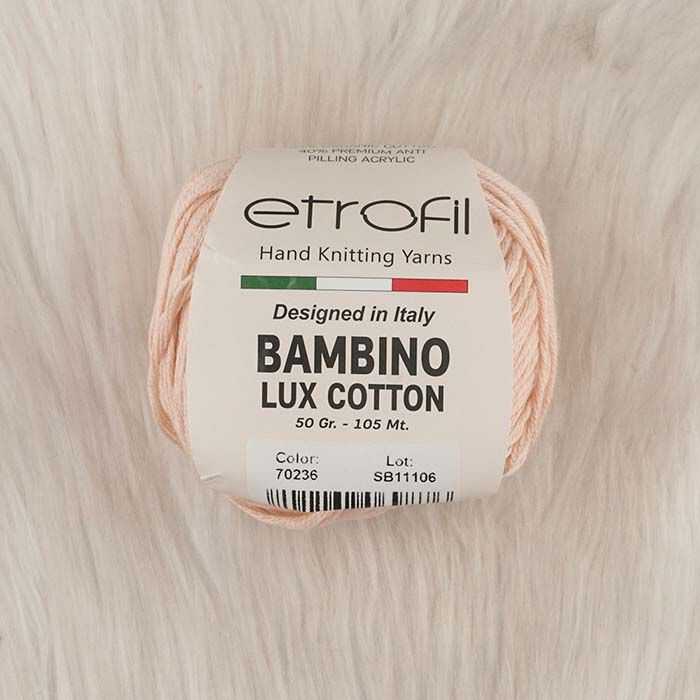 40% PREMIUM ANTI
PILLING ACRYLIC
etrofil
Hand Knitting Yarns
Designed in Italy
BAMBINO
LUX COTTON
50 Gr. - 105 Mt.
Color: Lot:
70236 SB11106